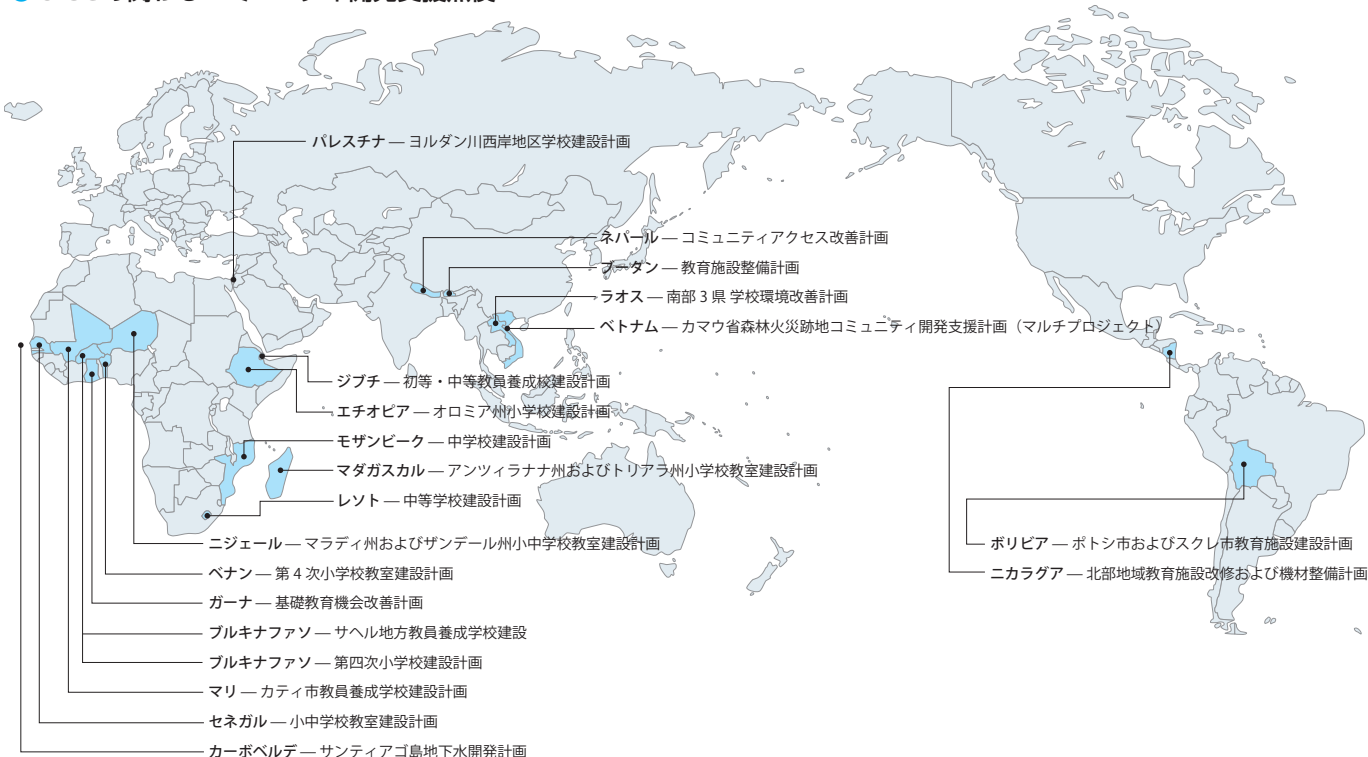 パレスチナ — ヨルダン川西岸地区学校建設計画
ネパール — コミュニティアクセス改善計画
ブータン — 教育施設整備計画
ラオス — 南部 3 県 学校環境改善計画
ベトナム — カマウ省森林火災跡地コミュニティ開発支援計画（マルチプロジェクト）
ジブチ — 初等・中等教員養成校建設計画
エチオピア — オロミア州小学校建設計画
モザンビーク — 中学校建設計画
マダガスカル — アンツィラナナ州およびトリアラ州小学校教室建設計画
レソト — 中等学校建設計画
ニジェール — マラディ州およびザンデール州小中学校教室建設計画
ベナン — 第 4 次小学校教室建設計画
ガーナ — 基礎教育機会改善計画
ブルキナファソ — サヘル地方教員養成学校建設
ブルキナファソ — 第四次小学校建設計画
マリ — カティ市教員養成学校建設計画
セネガル — 小中学校教室建設計画
カーボベルデ — サンティアゴ島地下水開発計画
ボリビア — ポトシ市およびスクレ市教育施設建設計画
ニカラグア — 北部地域教育施設改修および機材整備計画